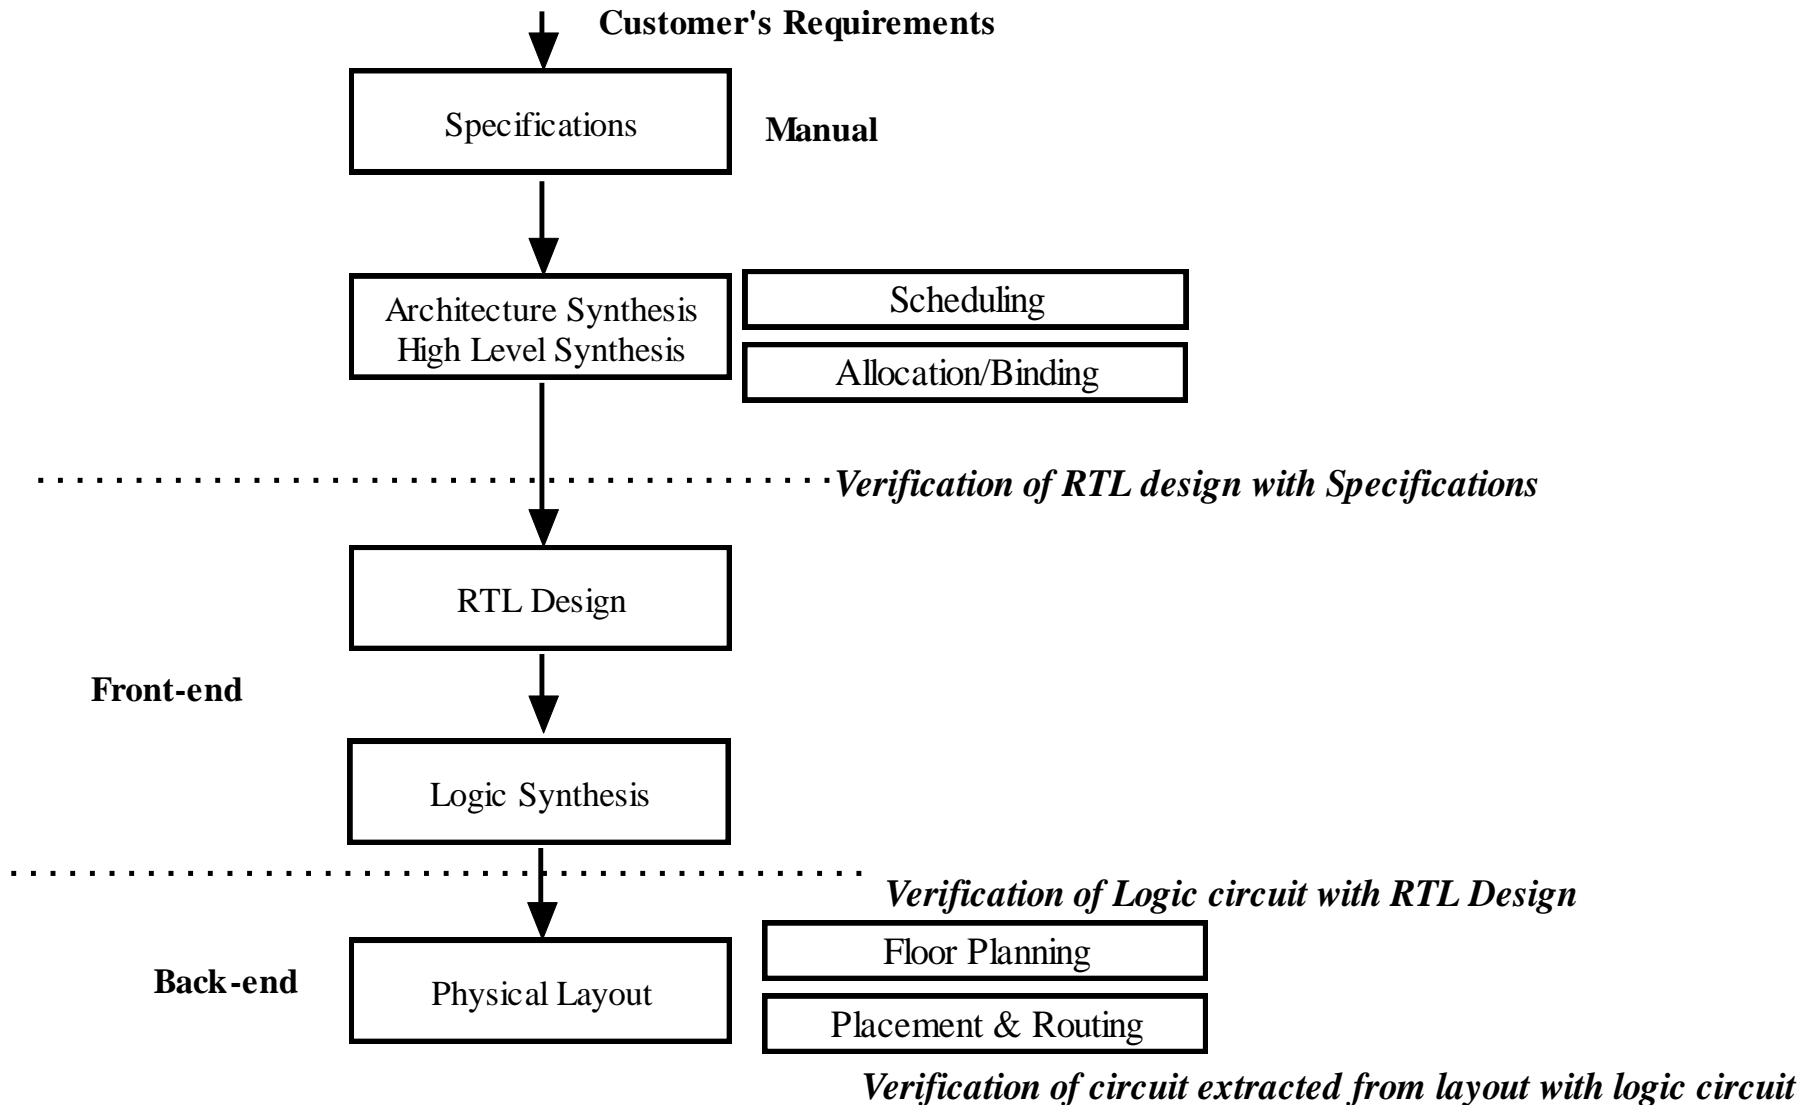 Customer's Requirements
Specifications
Manual
Architecture Synthesis
High Level Synthesis
Scheduling
Allocation/Binding
Verification of RTL design with Specifications
RTL Design
Front-end
Logic Synthesis
Verification of Logic circuit with RTL Design
Floor Planning
Back-end
Physical Layout
Placement & Routing
Verification of circuit extracted from layout with logic circuit